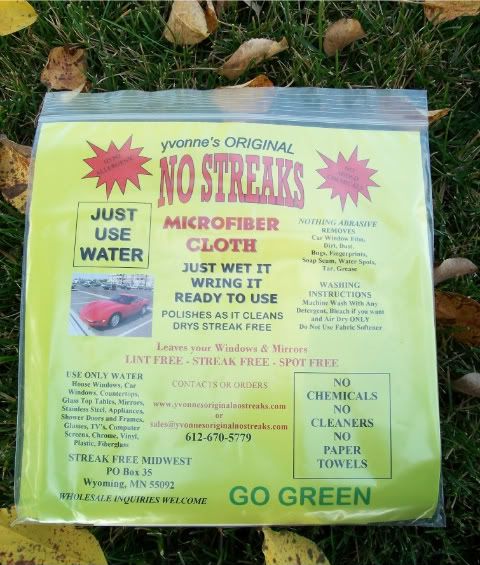 yvonne's ORIGINAL
NO STREAKS
JUST
USE
WATER
MICROFIBER
CLOTH
JUST WET IT
WRING IT
READY TO USE
POLISHES AS IT CLEANS
DRYS STREAK FREE
NOTHING ABRASIVE
REMOVES
Car Window Film,
Dirt, Dust,
Bugs, Fingerprints,
Soap Scum, Water Spots,
Tar, Grease
WASHING
INSTRUCTIONS
Machine Wash With Any
Detergent, Bleach if you want
and Air Dry ONLY
Do Not Use Fabric Softener
Leaves your Windows & Mirrors
LINT FREE - STREAK FREE - SPOT FREE
USE ONLY WATER
House Windows, Car
Windows, Countertops,
Glass Top Tables, Mirrors,
Stainless Steel, Appliances,
Shower Doors and Frames,
Glasses, TV's, Computer
Screens, Chrome, Vinyl,
Plastic, Fiberglass
CONTACTS OR ORDERS
www.yvonnesoriginalnostreaks.com
or
sales@yvonnesoriginalnostreaks.com
612-670-5779
NO
CHEMICALS
NO
CLEANERS
NO
PAPER
TOWELS
STREAK FREE MIDWEST
PO Box 35
Wyoming, MN 55092
WHOLESALE INQUIRIES WELCOME
GO GREEN